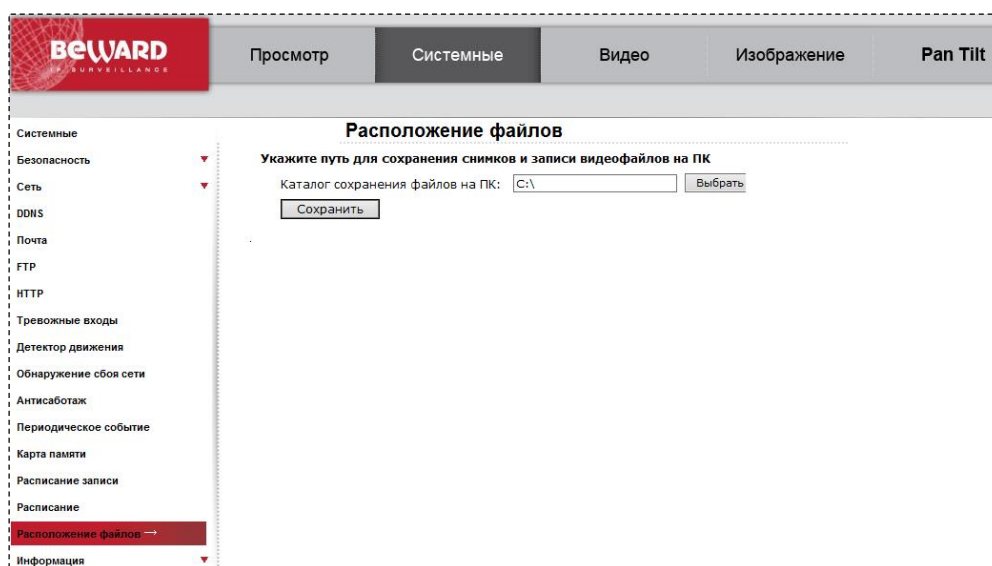 BEWARD
IP SURVEILLANCE
Просмотр
Системные
Видео
Изображение
Pan Tilt
Системные
Безопасность
Сеть
DDNS
Почта
FTP
HTTP
Тревожные входы
Детектор движения
Обнаружение сбоя сети
Антисаботаж
Периодическое событие
Карта памяти
Расписание записи
Расписание
Расположение файлов →
Информация
Расположение файлов
Укажите путь для сохранения снимков и записи видеофайлов на ПК
Каталог сохранения файлов на ПК: C:\ Выбрать
Сохранить